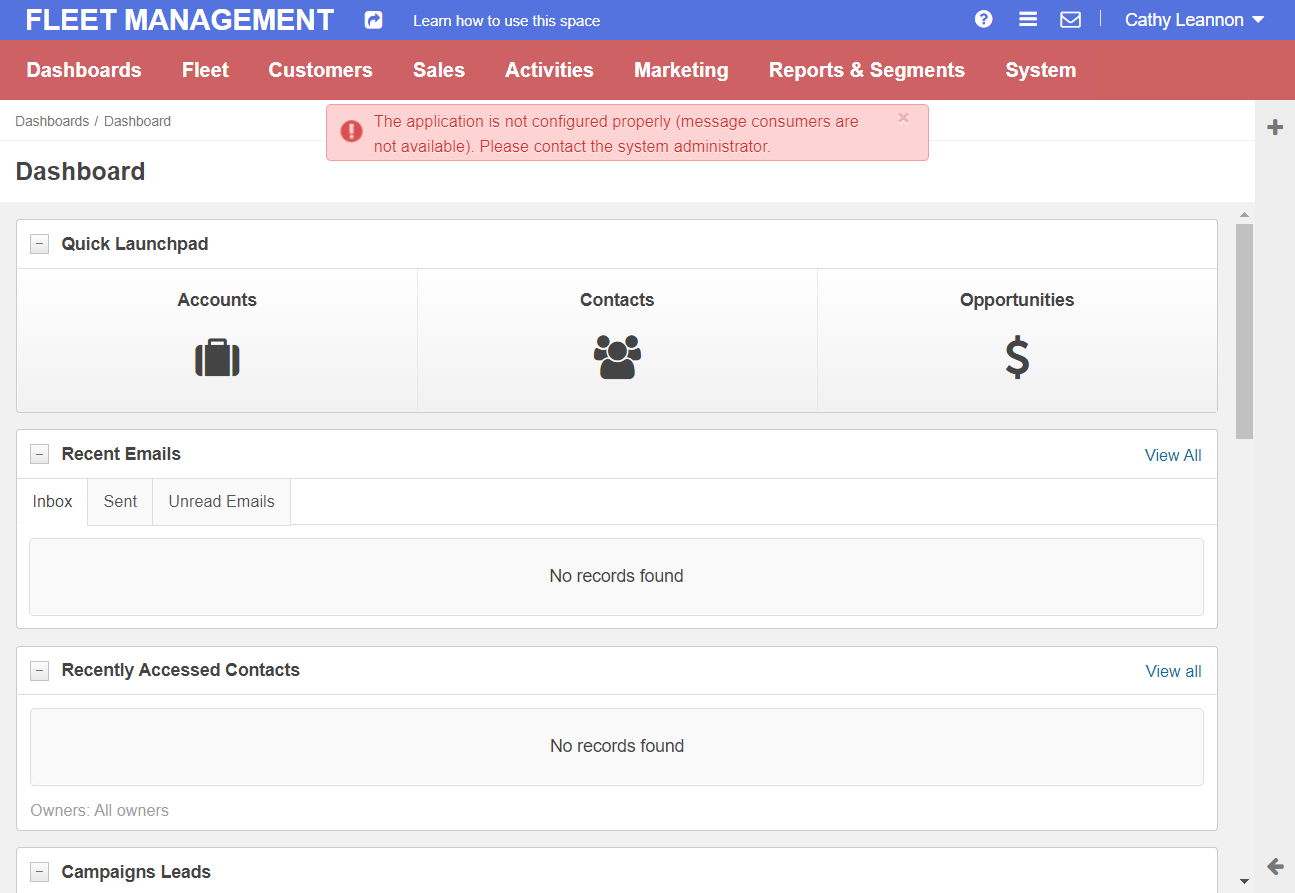 FLEET MANAGEMENT
Learn how to use this space
Cathy Leannon
Dashboards
Fleet
Customers
Sales
Activities
Marketing
Reports & Segments
System
Dashboards / Dashboard
The application is not configured properly (message consumers are
not available). Please contact the system administrator.
×
Dashboard
Quick Launchpad
Accounts
Contacts
Opportunities
Recent Emails
View All
Inbox
Sent
Unread Emails
No records found
Recently Accessed Contacts
View all
No records found
Owners: All owners
Campaigns Leads